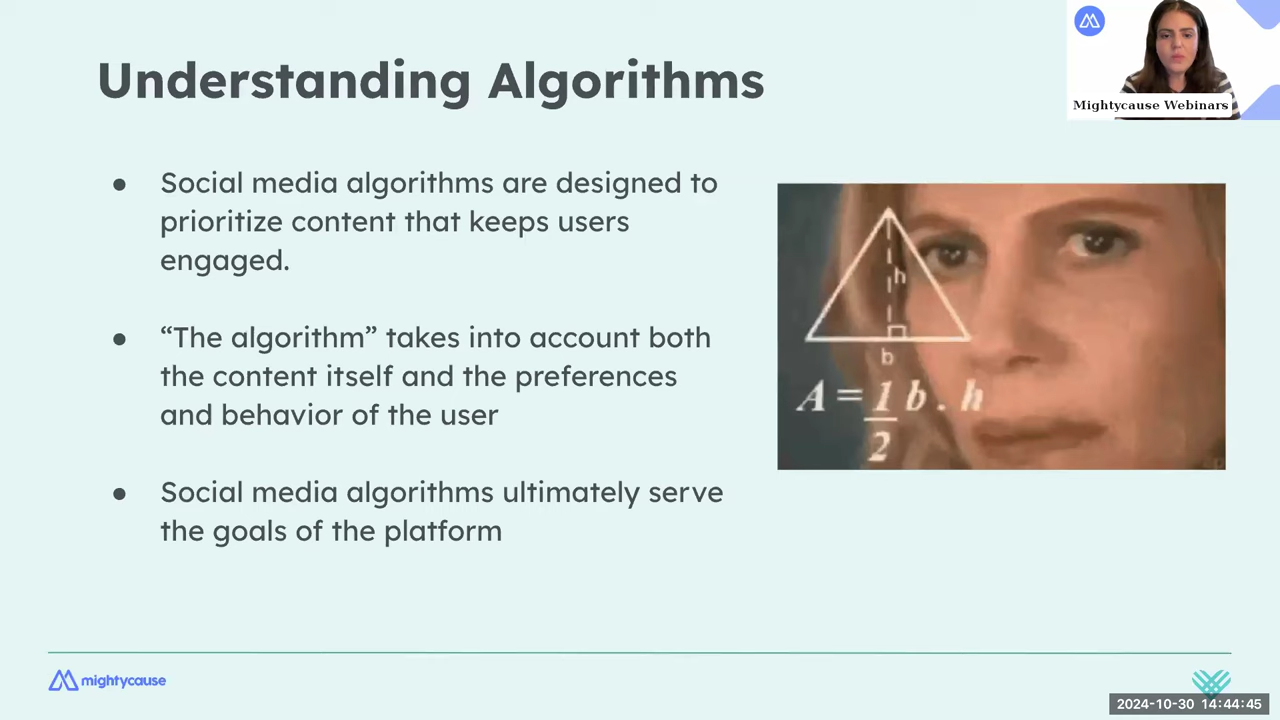 Understanding Algorithms
Mightycause Webinars
● Social media algorithms are designed to
prioritize content that keeps users
engaged.
● “The algorithm” takes into account both
the content itself and the preferences
and behavior of the user
● Social media algorithms ultimately serve
the goals of the platform
h
b
A = 1 b . h
2
mightycause
2024-10-30 14:44:45